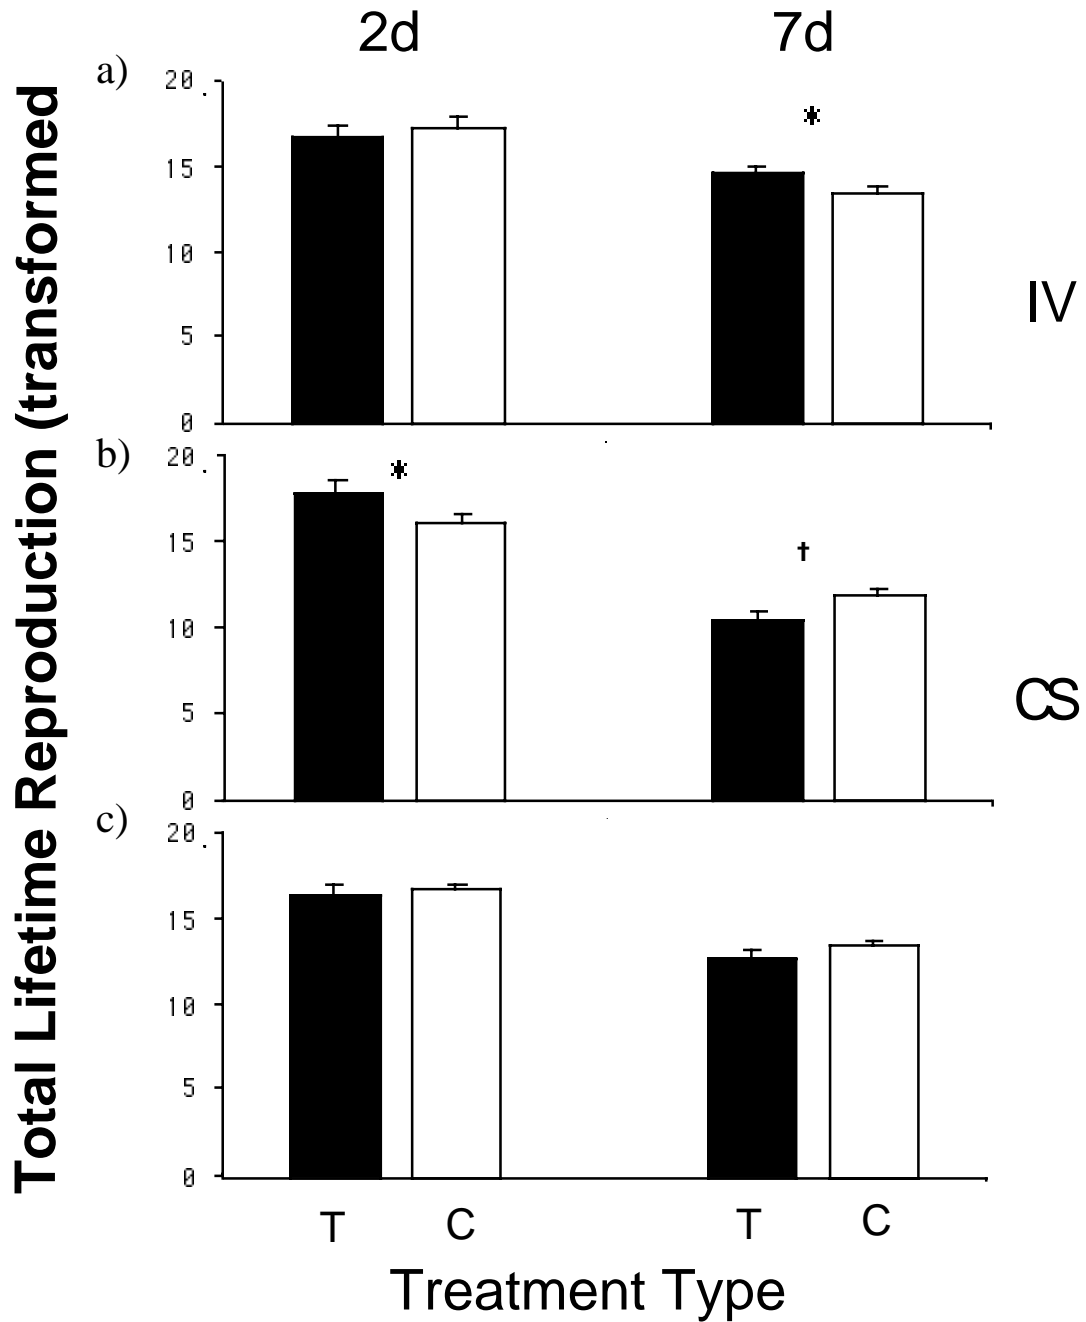 2d 7d
a)
20
*
15
10
5
0
IV
b)
20
*
15
†
10
5
0
CS
c)
20
15
10
5
0
T C T C
Treatment Type
Total Lifetime Reproduction (transformed